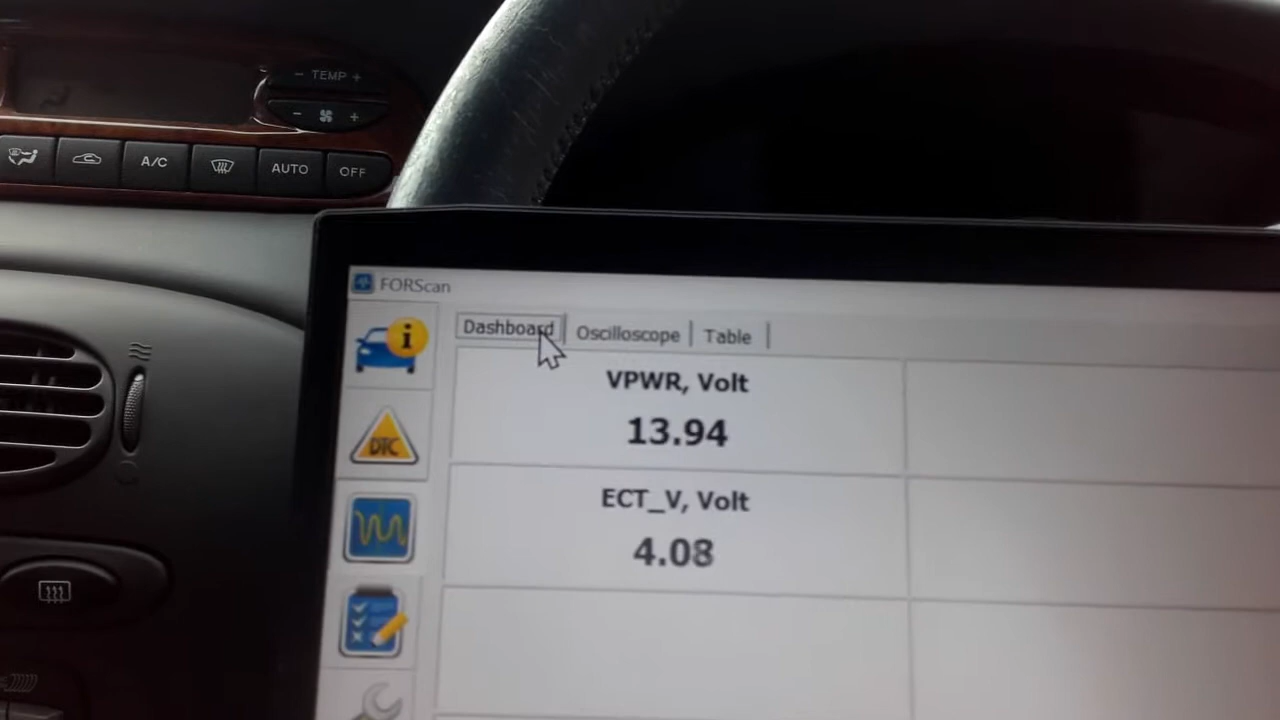 − TEMP +
− +
A/C
AUTO
OFF
FORScan
i
Dashboard
Oscilloscope
Table
VPWR, Volt
13.94
DTC
ECT_V, Volt
4.08